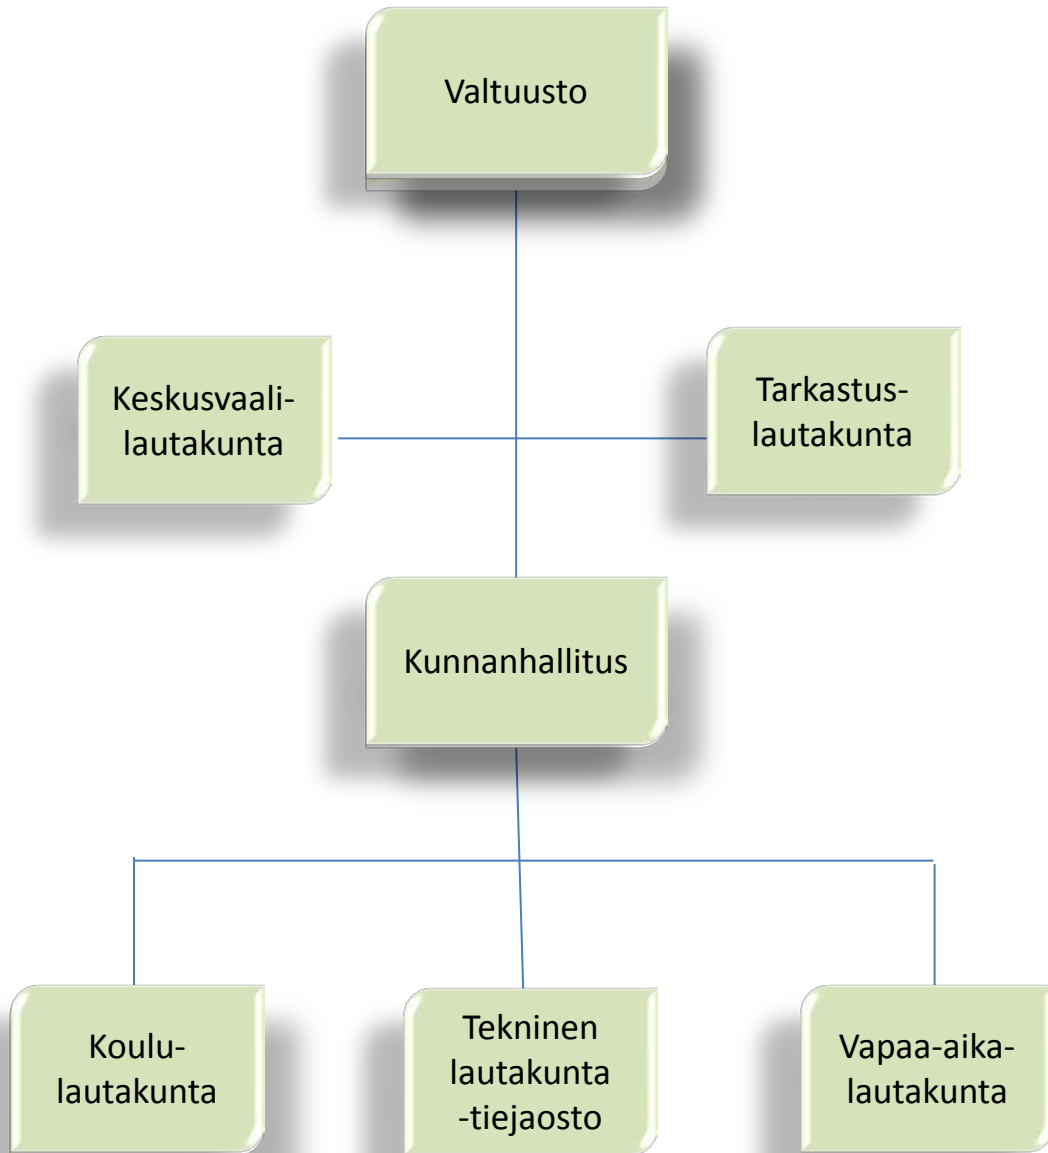 Valtuusto
Keskusvaali-
lautakunta
Tarkastus-
lautakunta
Kunnanhallitus
Koulu-
lautakunta
Tekninen
lautakunta
-tiejaosto
Vapaa-aika-
lautakunta